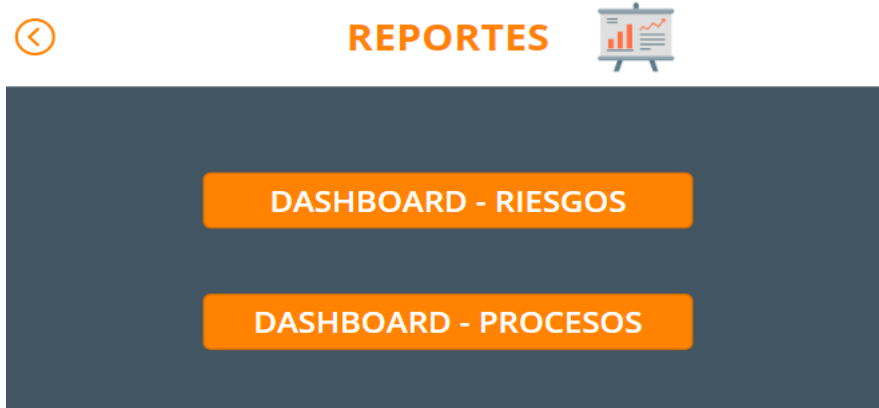 REPORTES
DASHBOARD - RIESGOS
DASHBOARD - PROCESOS